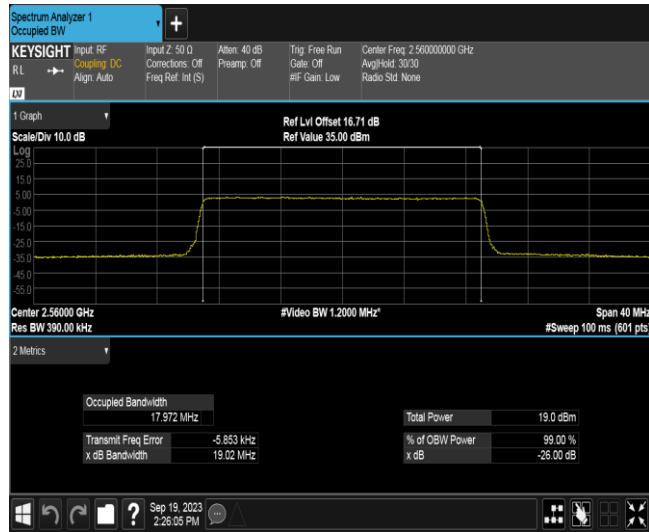 Spectrum Analyzer 1
Occupied BW
+
KEYSIGHT
RL
LXI
Input: RF
Coupling: DC
Align: Auto
Input Z: 50 Ω
Corrections: Off
Freq Ref: Int (S)
Atten: 40 dB
Preamp: Off
Trig: Free Run
Gate: Off
#IF Gain: Low
Center Freq: 2.560000000 GHz
Avg|Hold: 30/30
Radio Std: None
1 Graph
Scale/Div 10.0 dB
Ref Lvl Offset 16.71 dB
Ref Value 35.00 dBm
Log
25.0
15.0
5.00
-5.00
-15.0
-25.0
-35.0
-45.0
-55.0
Center 2.56000 GHz
Res BW 390.00 kHz
#Video BW 1.2000 MHz*
Span 40 MHz
#Sweep 100 ms (601 pts)
2 Metrics
Occupied Bandwidth
17.972 MHz
Transmit Freq Error -5.853 kHz
x dB Bandwidth 19.02 MHz
Total Power 19.0 dBm
% of OBW Power 99.00 %
x dB -26.00 dB
?
Sep 19, 2023
2:26:05 PM